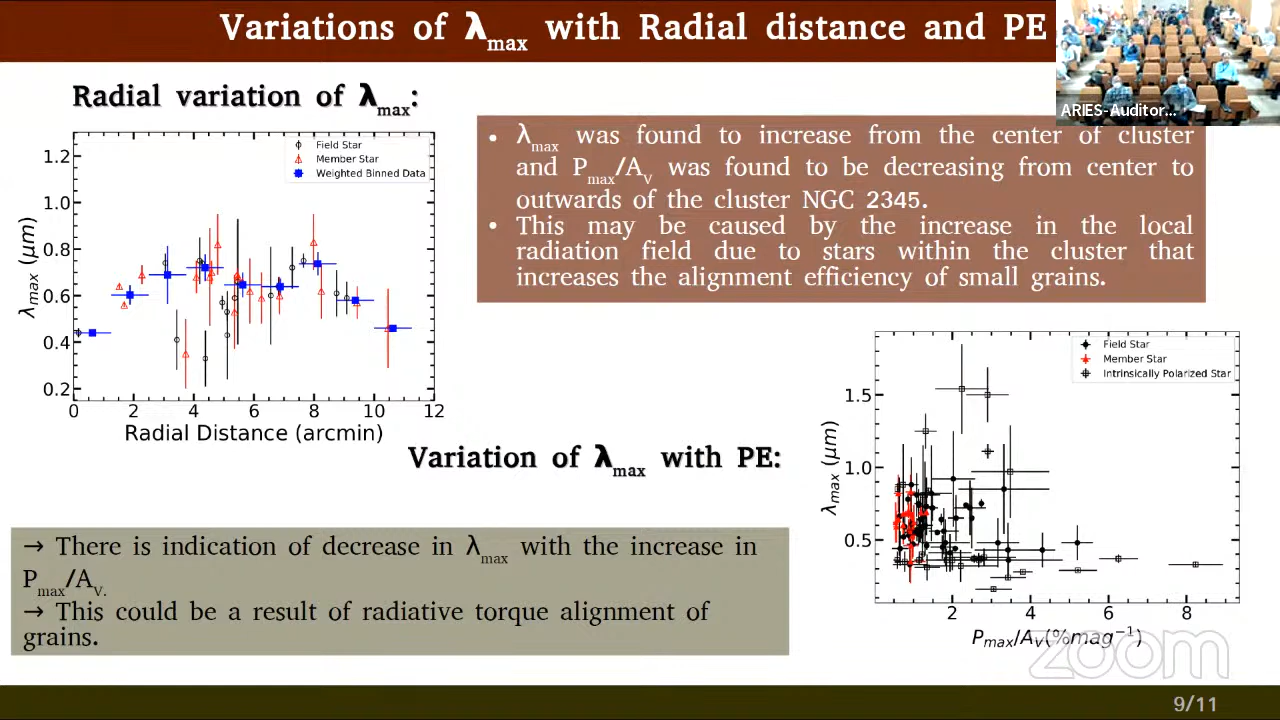 Variations of λmax with Radial distance and PE
ARIES-Auditor...
Radial variation of λmax:
1.2
1.0
0.8
0.6
0.4
0.2
λmax (μm)
Field Star
Member Star
Weighted Binned Data
0 2 4 6 8 10 12
Radial Distance (arcmin)
• λmax was found to increase from the center of cluster
and Pmax/AV was found to be decreasing from center to
outwards of the cluster NGC 2345.
• This may be caused by the increase in the local
radiation field due to stars within the cluster that
increases the alignment efficiency of small grains.
Variation of λmax with PE:
→ There is indication of decrease in λmax with the increase in
Pmax/AV.
→ This could be a result of radiative torque alignment of
grains.
Field Star
Member Star
Intrinsically Polarized Star
1.5
1.0
0.5
λmax (μm)
2 4 6 8
Pmax/AV(%mag−1)
zoom
9/11